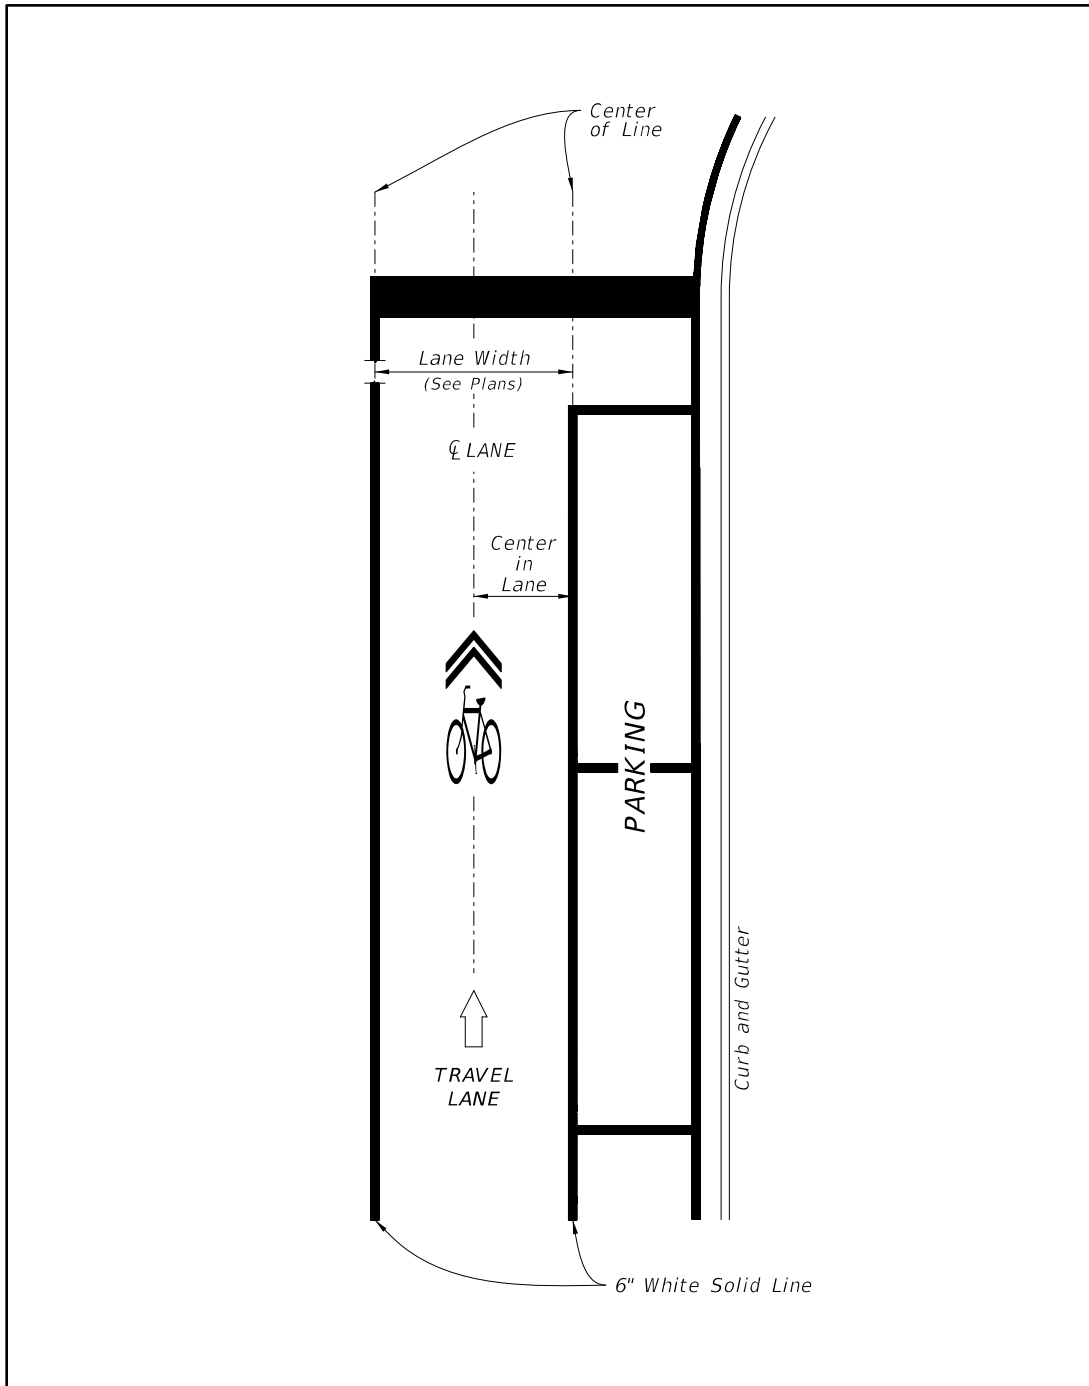 Center
of Line
Lane Width
(See Plans)
℄ LANE
Center
in
Lane
PARKING
Curb and Gutter
TRAVEL
LANE
6" White Solid Line